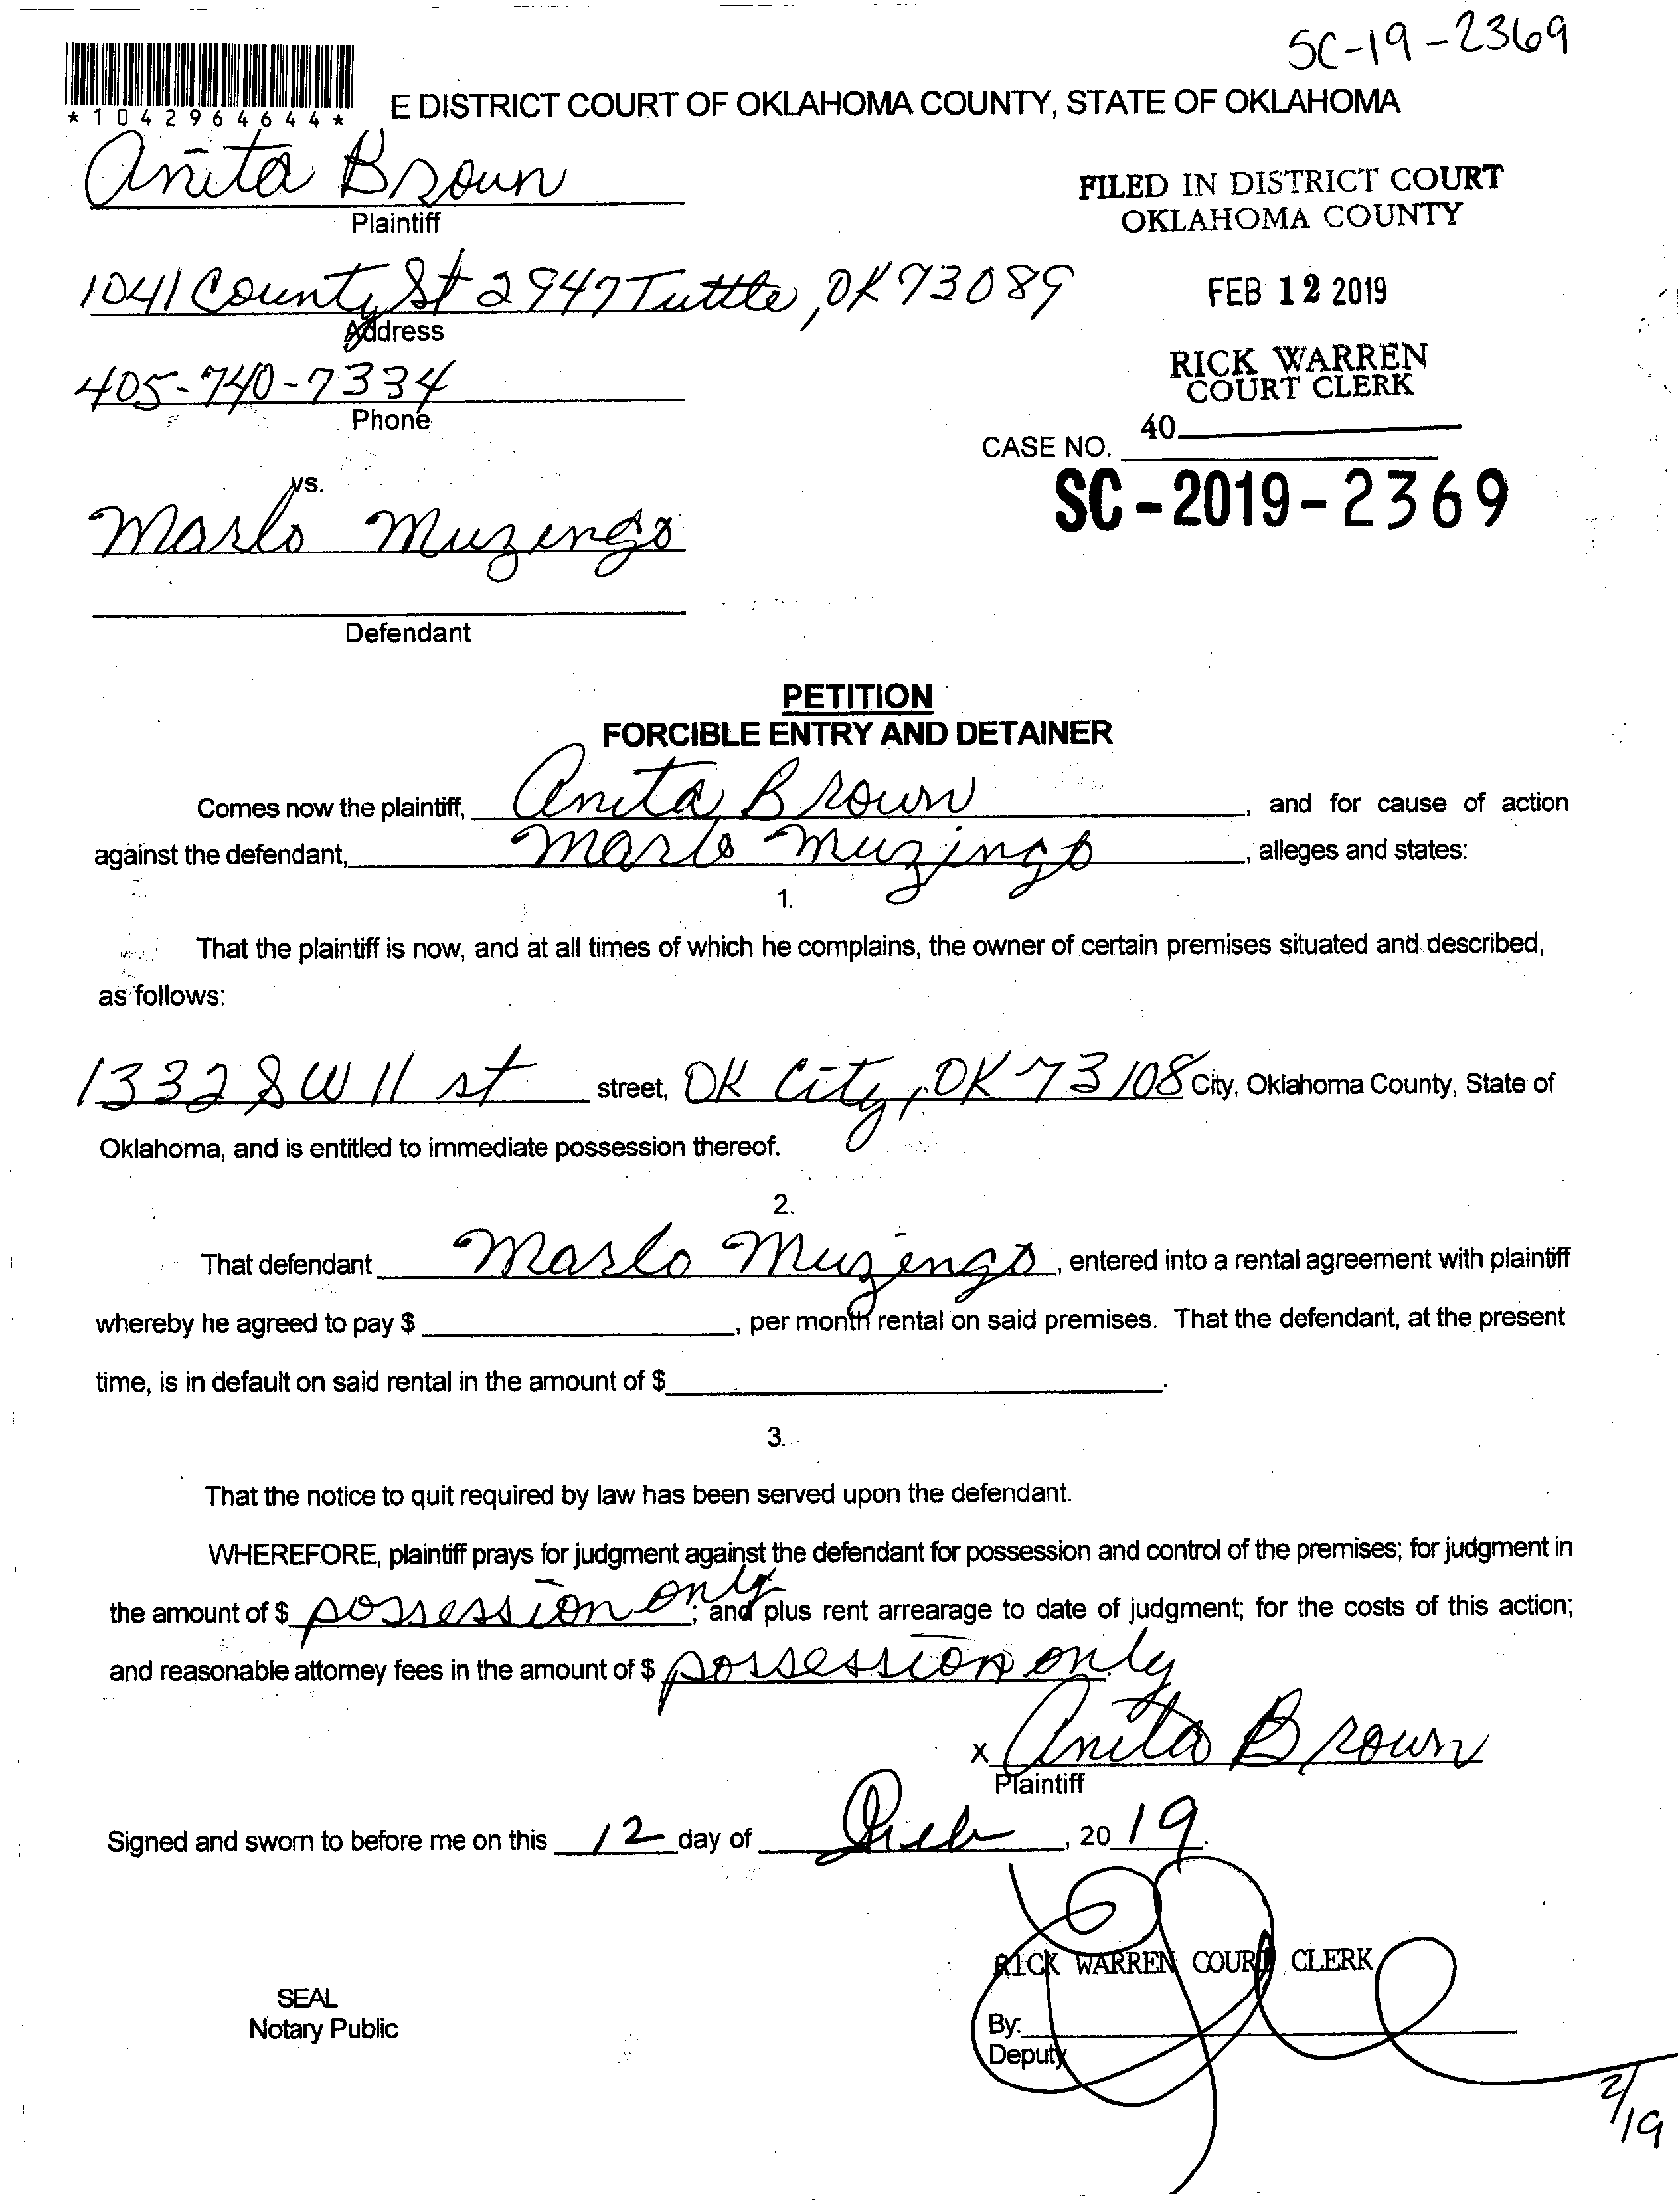 SC-19-2369
*1042964644*
E DISTRICT COURT OF OKLAHOMA COUNTY, STATE OF OKLAHOMA
Anita Brown
Plaintiff
FILED IN DISTRICT COURT
OKLAHOMA COUNTY
1041 County St 2947 Tuttle, OK 73089
Address
FEB 12 2019
405-740-7334
Phone
RICK WARREN
COURT CLERK
40
CASE NO.
SC-2019-2369
vs.
Marlo Muzingo
Defendant
PETITION
FORCIBLE ENTRY AND DETAINER
Comes now the plaintiff, Anita Brown, and for cause of action
against the defendant, Marlo Muzingo, alleges and states:
1.
That the plaintiff is now, and at all times of which he complains, the owner of certain premises situated and described,
as follows:
1332 SW 11 st street, OK City, OK 73108 City, Oklahoma County, State of
Oklahoma, and is entitled to immediate possession thereof.
2.
That defendant Marlo Muzingo, entered into a rental agreement with plaintiff
whereby he agreed to pay $, per month rental on said premises. That the defendant, at the present
time, is in default on said rental in the amount of $.
3.
That the notice to quit required by law has been served upon the defendant.
WHEREFORE, plaintiff prays for judgment against the defendant for possession and control of the premises; for judgment in
the amount of $ possession only; and plus rent arrearage to date of judgment; for the costs of this action;
and reasonable attorney fees in the amount of $ possession only
x Anita Brown
Plaintiff
Signed and sworn to before me on this 12 day of Feb, 2019.
RICK WARREN COURT CLERK
SEAL
Notary Public
By:
Deputy
2/19